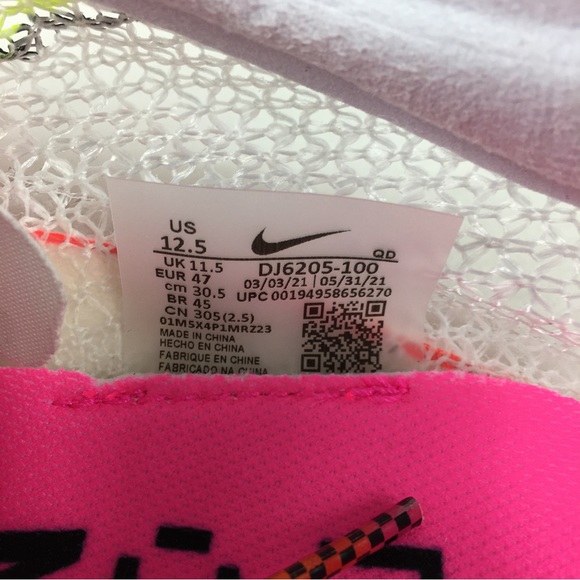 US
12.5
QD
UK 11.5
EUR 47
cm 30.5
BR 45
CN 305(2.5)
01M5X4P1MRZ23
MADE IN CHINA
HECHO EN CHINA
FABRIQUE EN CHINE
FABRICADO NA CHINA
DJ6205-100
03/03/21 | 05/31/21
UPC 00194958656270